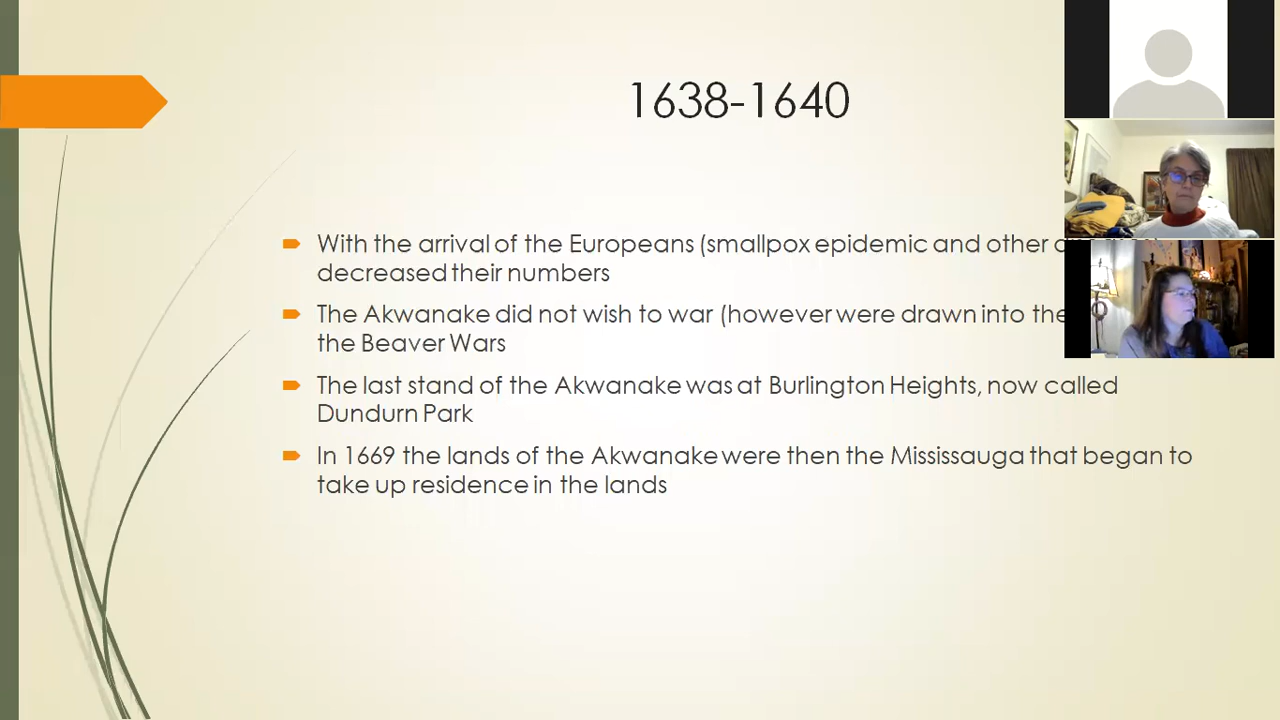 1638-1640
With the arrival of the Europeans (smallpox epidemic and other
decreased their numbers
The Akwanake did not wish to war (however were drawn into the
the Beaver Wars
The last stand of the Akwanake was at Burlington Heights, now called
Dundurn Park
In 1669 the lands of the Akwanake were then the Mississauga that began to
take up residence in the lands